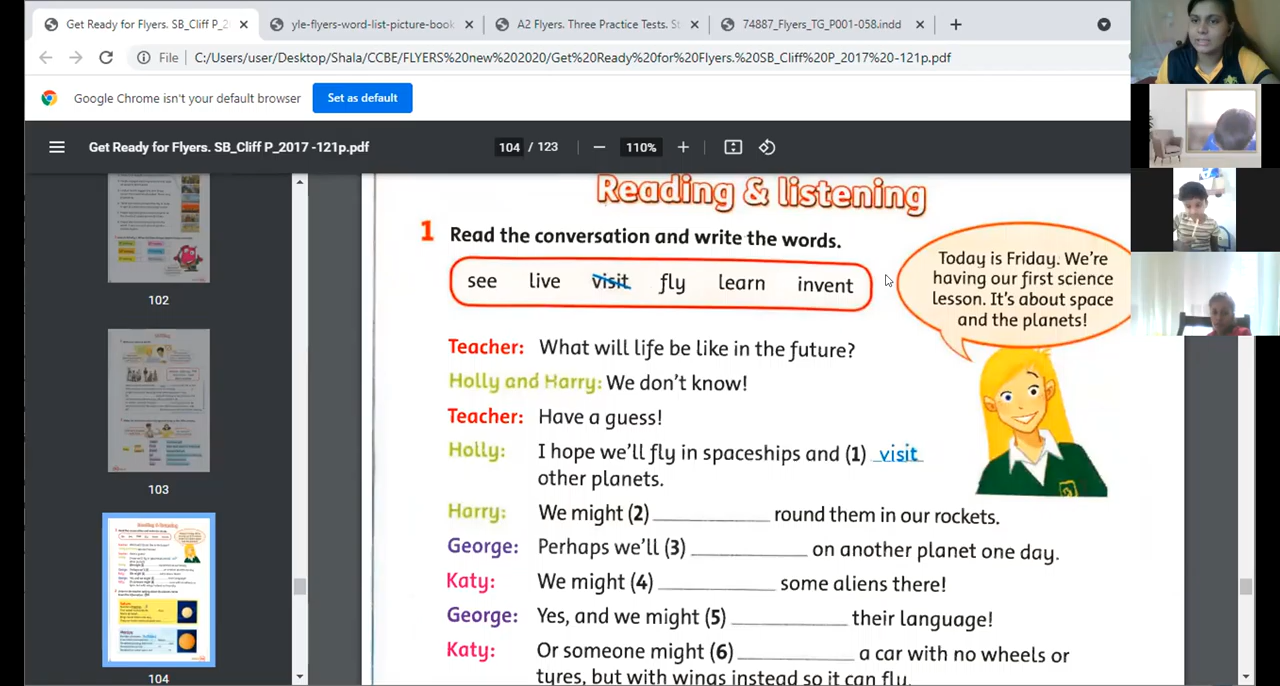 Get Ready for Flyers. SB_Cliff P_2
yle-flyers-word-list-picture-book
A2 Flyers. Three Practice Tests. S
74887_Flyers_TG_P001-058.indd
File
C:/Users/user/Desktop/Shala/CCBE/FLYERS%20new%202020/Get%20Ready%20for%20Flyers.%20SB_Cliff%20P_2017%20-121p.pdf
Google Chrome isn't your default browser
Set as default
Get Ready for Flyers. SB_Cliff P_2017 -121p.pdf
104 / 123
110%
102
103
104
Reading & listening
1 Read the conversation and write the words.
see live visit fly learn invent
Today is Friday. We're
having our first science
lesson. It's about space
and the planets!
Teacher: What will life be like in the future?
Holly and Harry: We don't know!
Teacher: Have a guess!
Holly: I hope we'll fly in spaceships and (1) visit
other planets.
Harry: We might (2) ____________ round them in our rockets.
George: Perhaps we'll (3) ____________ on another planet one day.
Katy: We might (4) ____________ some aliens there!
George: Yes, and we might (5) ____________ their language!
Katy: Or someone might (6) ____________ a car with no wheels or
tyres, but with wings instead so it can fly.